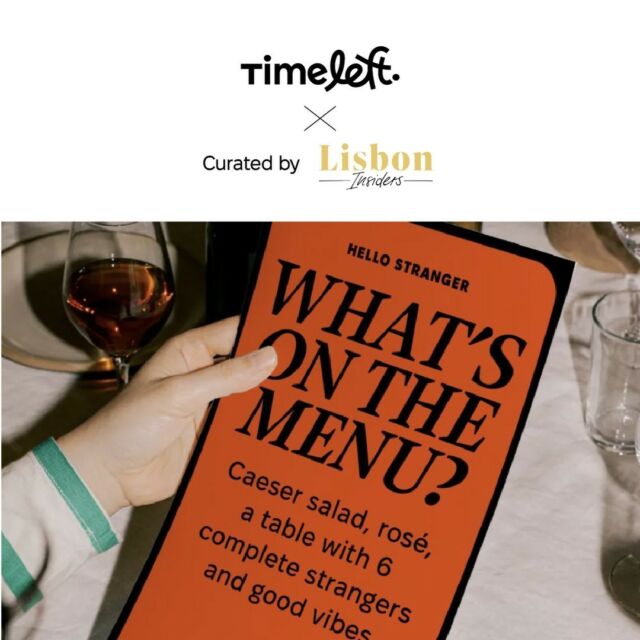 Timeleft.
Curated by Lisbon
Insiders
HELLO STRANGER
WHAT'S
ON THE
MENU?
Caeser salad, rosé,
a table with 6
complete strangers
and good vibes.